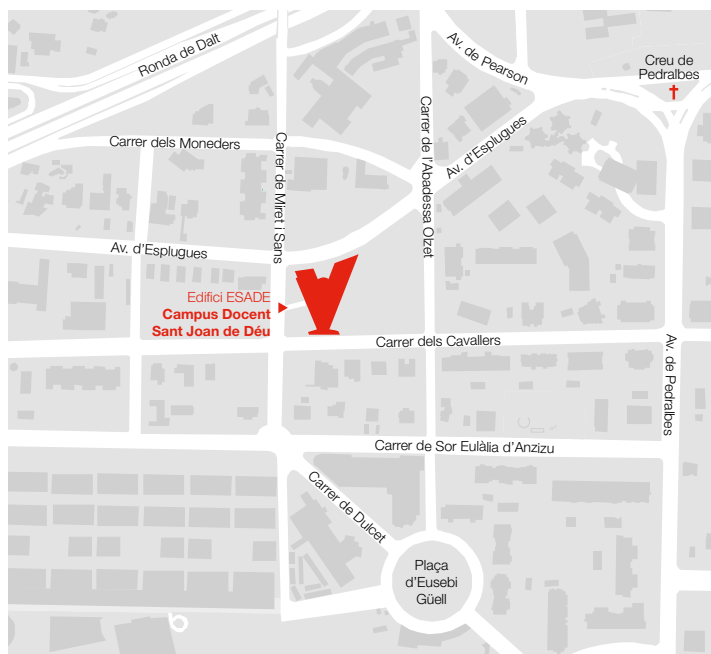 Ronda de Dalt
Av. de Pearson
Creu de
Pedralbes
Carrer dels Moneders
Carrer de Miret i Sans
Carrer de l'Abadessa Olzet
Av. d'Esplugues
Av. d'Esplugues
Edifici ESADE
Campus Docent
Sant Joan de Déu
Carrer dels Cavallers
Av. de Pedralbes
Carrer de Sor Eulàlia d'Anzizu
Carrer de Dulcet
Plaça
d'Eusebi
Güell